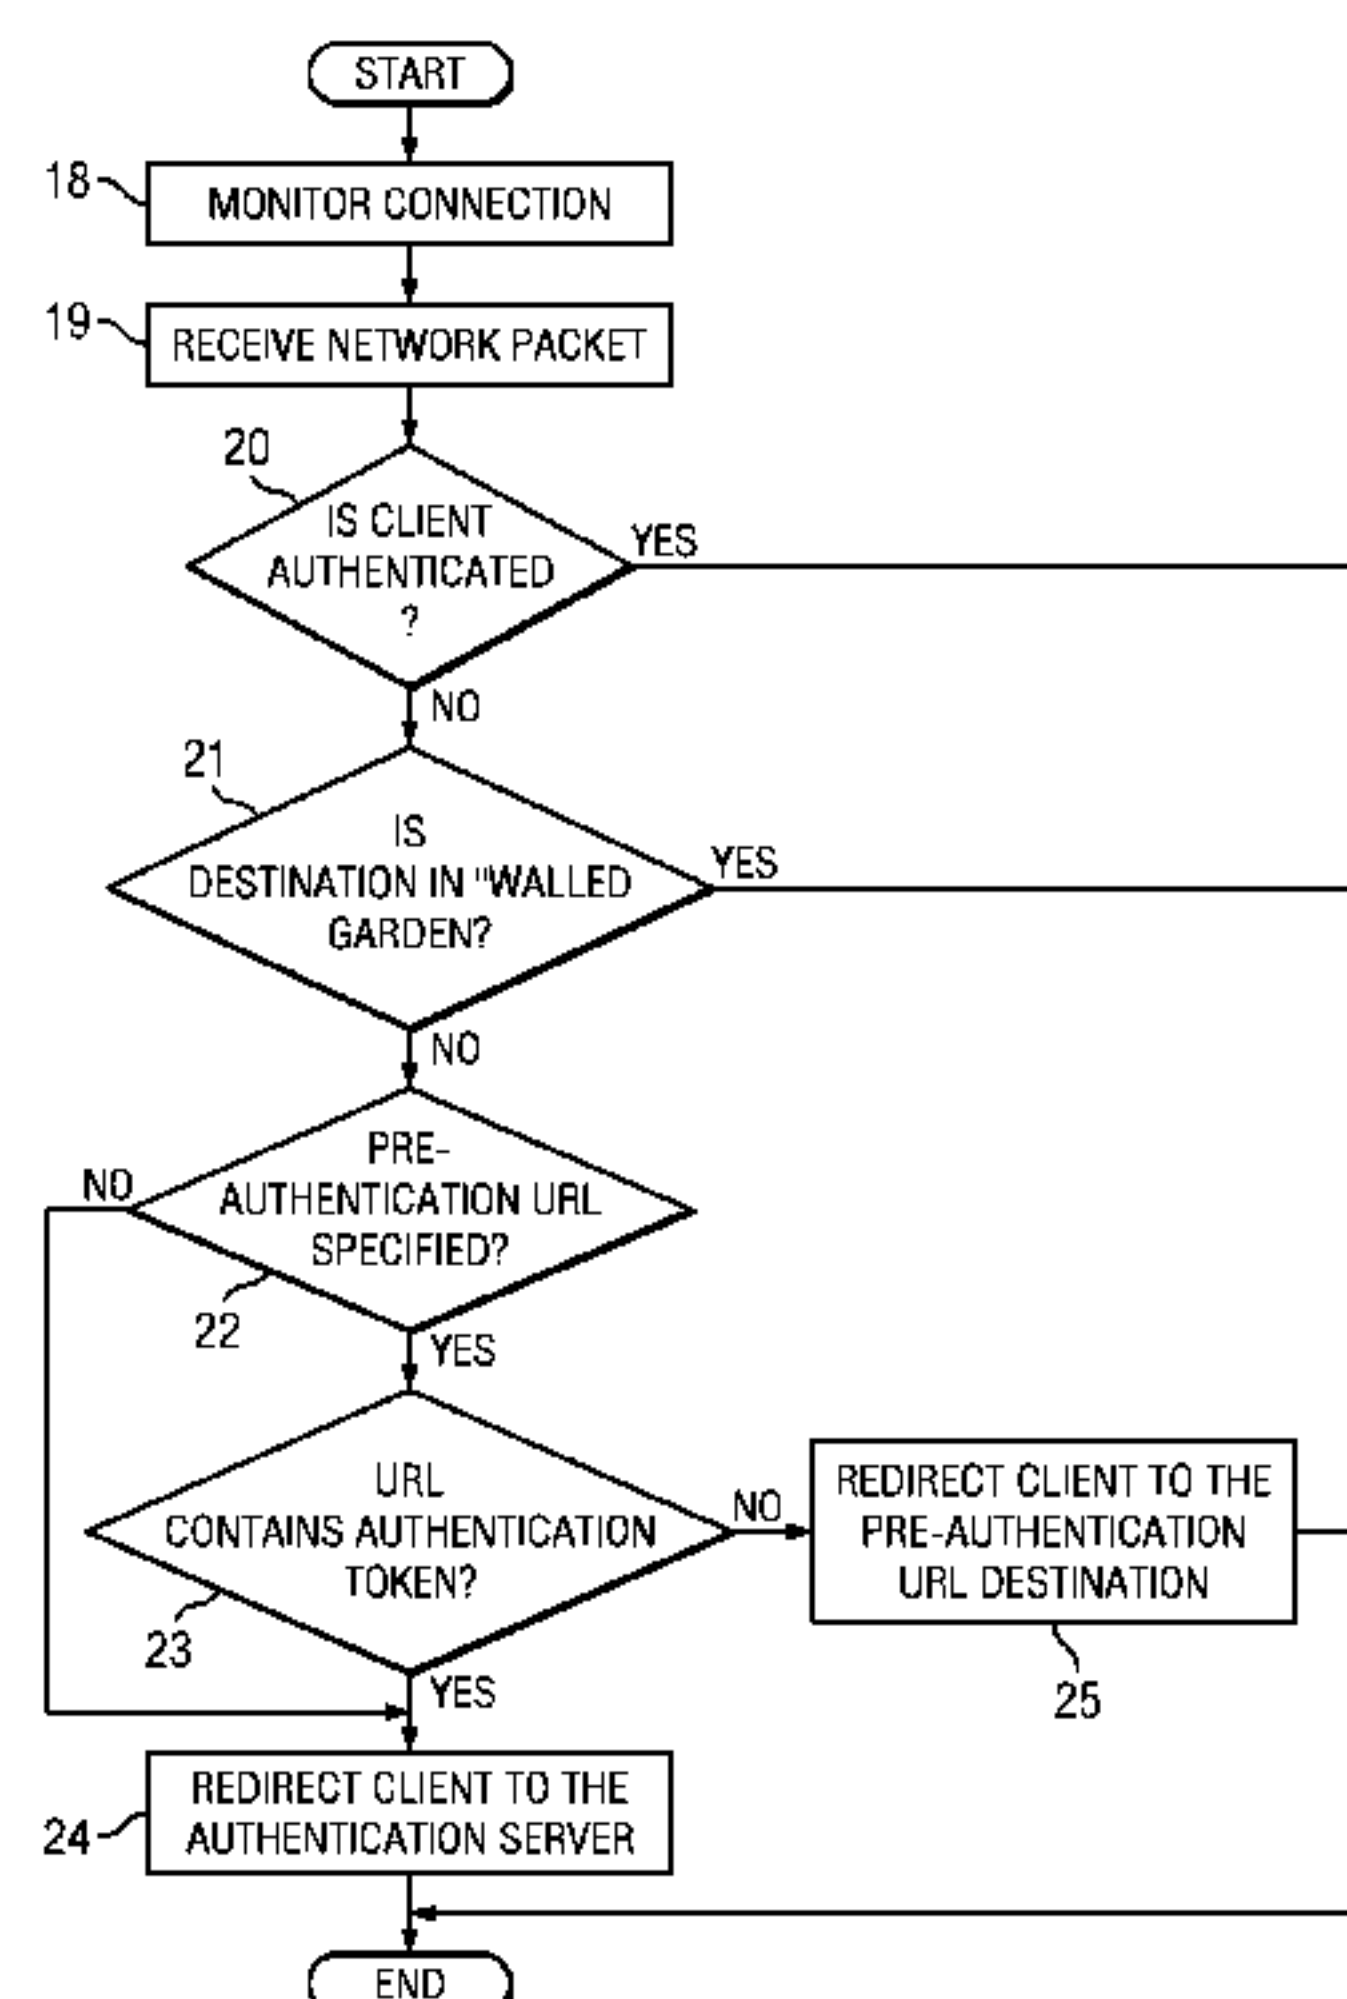 START
18
MONITOR CONNECTION
19
RECEIVE NETWORK PACKET
20
IS CLIENT
AUTHENTICATED
?
YES
NO
21
IS
DESTINATION IN "WALLED
GARDEN?
YES
NO
PRE-
AUTHENTICATION URL
SPECIFIED?
NO
22
YES
URL
CONTAINS AUTHENTICATION
TOKEN?
NO
23
YES
REDIRECT CLIENT TO THE
PRE-AUTHENTICATION
URL DESTINATION
25
REDIRECT CLIENT TO THE
AUTHENTICATION SERVER
24
END